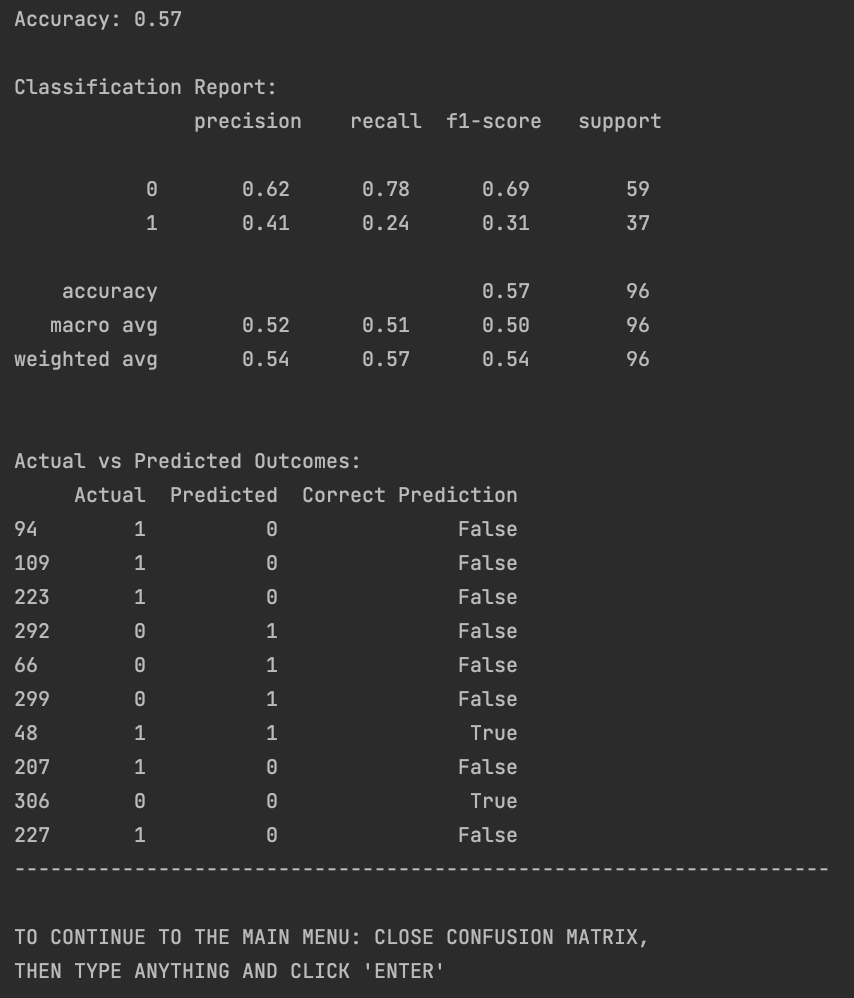 Accuracy: 0.57
Classification Report:
precision    recall  f1-score   support
0       0.62      0.78      0.69        59
1       0.41      0.24      0.31        37
accuracy                           0.57        96
macro avg       0.52      0.51      0.50        96
weighted avg       0.54      0.57      0.54        96
Actual vs Predicted Outcomes:
Actual  Predicted  Correct Prediction
94        1          0               False
109       1          0               False
223       1          0               False
292       0          1               False
66        0          1               False
299       0          1               False
48        1          1                True
207       1          0               False
306       0          0                True
227       1          0               False
--------------------------------------------------------------------
TO CONTINUE TO THE MAIN MENU: CLOSE CONFUSION MATRIX,
THEN TYPE ANYTHING AND CLICK 'ENTER'